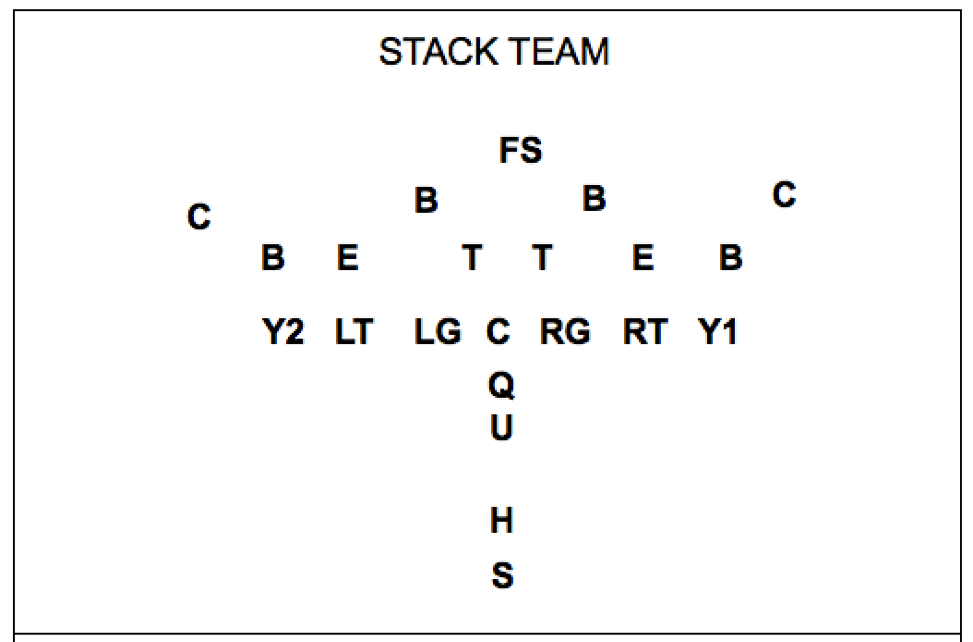 STACK TEAM
FS
C B B C
B E T T E B
Y2 LT LG C RG RT Y1
Q
U
H
S